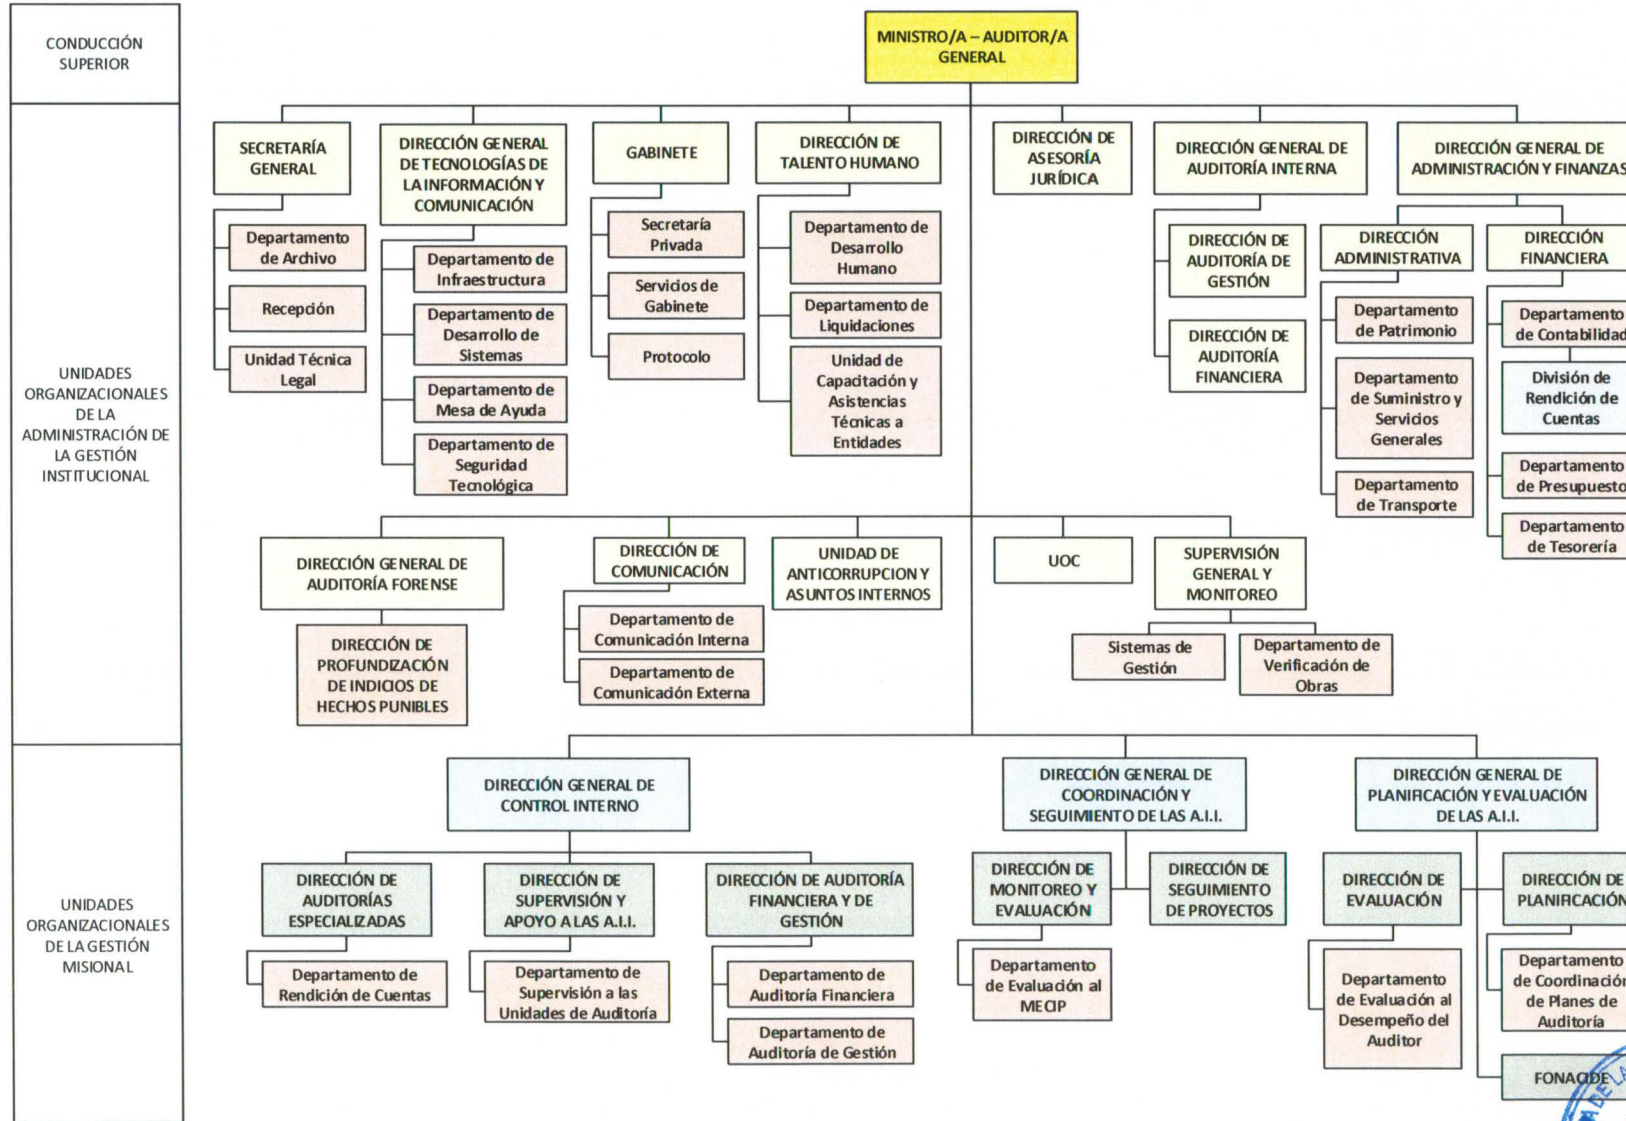 CONDUCCIÓN
SUPERIOR
MINISTRO/A – AUDITOR/A
GENERAL
UNIDADES
ORGANIZACIONALES
DE LA
ADMINISTRACIÓN DE
LA GESTIÓN
INSTITUCIONAL
SECRETARÍA
GENERAL
Departamento
de Archivo
Recepción
Unidad Técnica
Legal
DIRECCIÓN GENERAL
DE TECNOLOGÍAS DE
LA INFORMACIÓN Y
COMUNICACIÓN
Departamento de
Infraestructura
Departamento de
Desarrollo de
Sistemas
Departamento de
Mesa de Ayuda
Departamento de
Seguridad
Tecnológica
GABINETE
Secretaría
Privada
Servicios de
Gabinete
Protocolo
DIRECCIÓN DE
TALENTO HUMANO
Departamento de
Desarrollo
Humano
Departamento de
Liquidaciones
Unidad de
Capacitación y
Asistencias
Técnicas a
Entidades
DIRECCIÓN DE
ASESORÍA
JURÍDICA
DIRECCIÓN GENERAL DE
AUDITORÍA INTERNA
DIRECCIÓN DE
AUDITORÍA DE
GESTIÓN
DIRECCIÓN DE
AUDITORÍA
FINANCIERA
DIRECCIÓN GENERAL DE
ADMINISTRACIÓN Y FINANZAS
DIRECCIÓN
ADMINISTRATIVA
Departamento
de Patrimonio
Departamento
de Suministro y
Servicios
Generales
Departamento
de Transporte
DIRECCIÓN
FINANCIERA
Departamento
de Contabilidad
División de
Rendición de
Cuentas
Departamento
de Presupuesto
Departamento
de Tesorería
DIRECCIÓN GENERAL DE
AUDITORÍA FORENSE
DIRECCIÓN DE
PROFUNDIZACIÓN
DE INDICIOS DE
HECHOS PUNIBLES
DIRECCIÓN DE
COMUNICACIÓN
Departamento de
Comunicación Interna
Departamento de
Comunicación Externa
UNIDAD DE
ANTICORRUPCION Y
ASUNTOS INTERNOS
UOC
SUPERVISIÓN
GENERAL Y
MONITOREO
Sistemas de
Gestión
Departamento de
Verificación de
Obras
UNIDADES
ORGANIZACIONALES
DE LA GESTIÓN
MISIONAL
DIRECCIÓN GENERAL DE
CONTROL INTERNO
DIRECCIÓN DE
AUDITORÍAS
ESPECIALIZADAS
Departamento de
Rendición de Cuentas
DIRECCIÓN DE
SUPERVISIÓN Y
APOYO A LAS A.I.I.
Departamento de
Supervisión a las
Unidades de Auditoría
DIRECCIÓN DE AUDITORÍA
FINANCIERA Y DE
GESTIÓN
Departamento de
Auditoría Financiera
Departamento de
Auditoría de Gestión
DIRECCIÓN GENERAL DE
COORDINACIÓN Y
SEGUIMIENTO DE LAS A.I.I.
DIRECCIÓN DE
MONITOREO Y
EVALUACIÓN
Departamento
de Evaluación al
MECIP
DIRECCIÓN DE
SEGUIMIENTO
DE PROYECTOS
DIRECCIÓN GENERAL DE
PLANIFICACIÓN Y EVALUACIÓN
DE LAS A.I.I.
DIRECCIÓN DE
EVALUACIÓN
Departamento
de Evaluación al
Desempeño del
Auditor
DIRECCIÓN DE
PLANIFICACIÓN
Departamento
de Coordinación
de Planes de
Auditoría
FONACIDE
DE LA